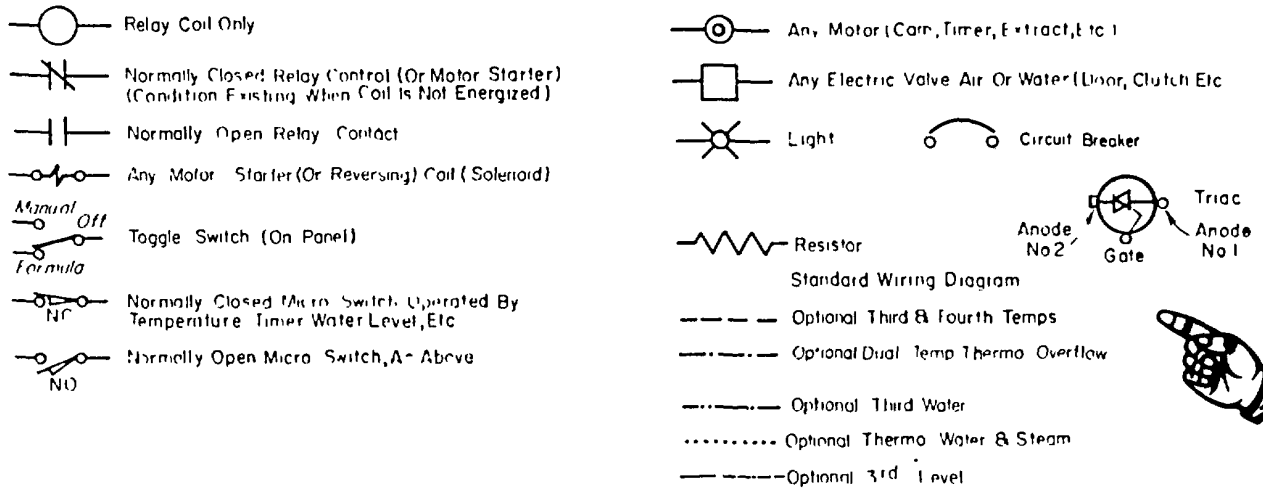 Relay Coil Only
Normally Closed Relay Control (Or Motor Starter)
(Condition Existing When Coil Is Not Energized)
Normally Open Relay Contact
Any Motor Starter (Or Reversing) Coil (Solenoid)
Manual
Off
Toggle Switch (On Panel)
Formula
NC
Normally Closed Micro Switch Operated By
Temperature Timer Water Level, Etc
Normally Open Micro Switch, As Above
NO
Any Motor (Cam, Timer, Extract, Etc)
Any Electric Valve Air Or Water (Door, Clutch Etc
Light
Circuit Breaker
Triac
Anode
No 2
Gate
Anode
No 1
Resistor
Standard Wiring Diagram
Optional Third & Fourth Temps
Optional Dual Temp Thermo Overflow
Optional Third Water
Optional Thermo Water & Steam
Optional 3rd Level